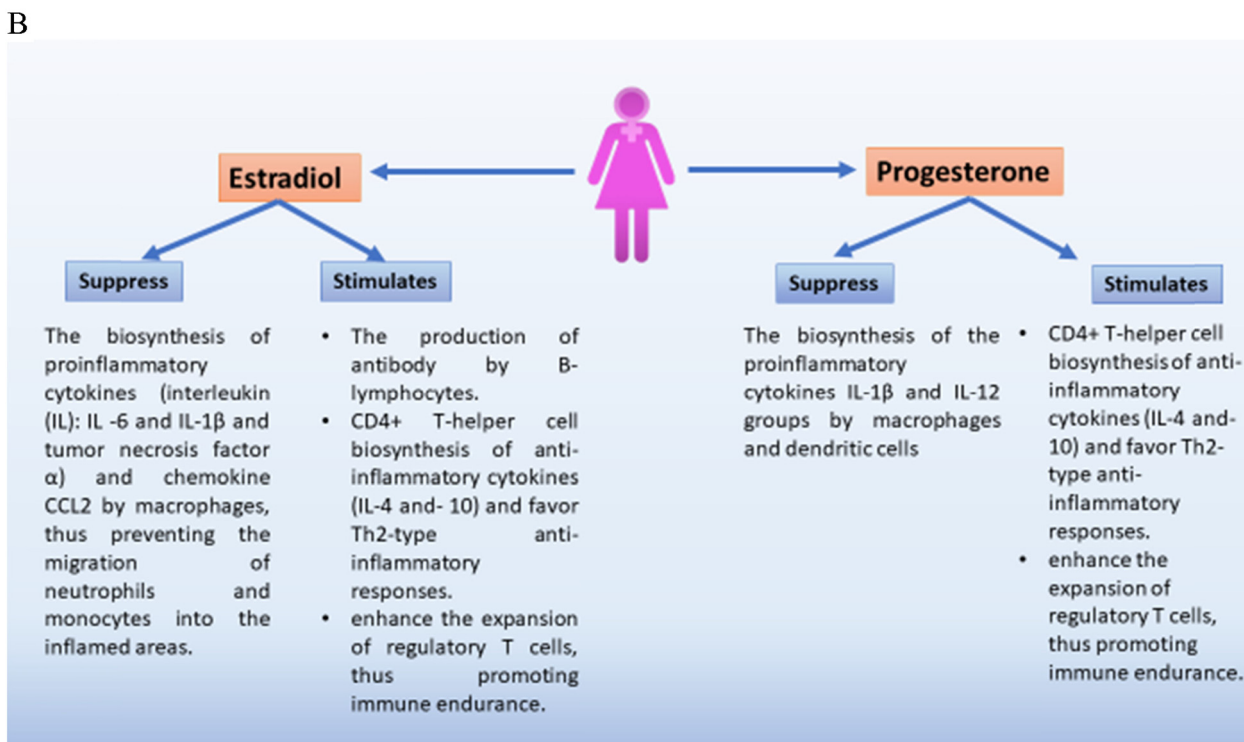 B
Estradiol
Progesterone
Suppress
Stimulates
The biosynthesis of
proinflammatory
cytokines (interleukin
(IL): IL -6 and IL-1β and
tumor necrosis factor
α) and chemokine
CCL2 by macrophages,
thus preventing the
migration of
neutrophils and
monocytes into the
inflamed areas.
• The production of
antibody by B-
lymphocytes.
• CD4+ T-helper cell
biosynthesis of anti-
inflammatory cytokines
(IL-4 and- 10) and favor
Th2-type anti-
inflammatory
responses.
• enhance the expansion
of regulatory T cells,
thus promoting
immune endurance.
Suppress
Stimulates
The biosynthesis of the
proinflammatory
cytokines IL-1β and IL-12
groups by macrophages
and dendritic cells
• CD4+ T-helper cell
biosynthesis of anti-
inflammatory
cytokines (IL-4 and-
10) and favor Th2-
type anti-
inflammatory
responses.
• enhance the
expansion of
regulatory T cells,
thus promoting
immune endurance.